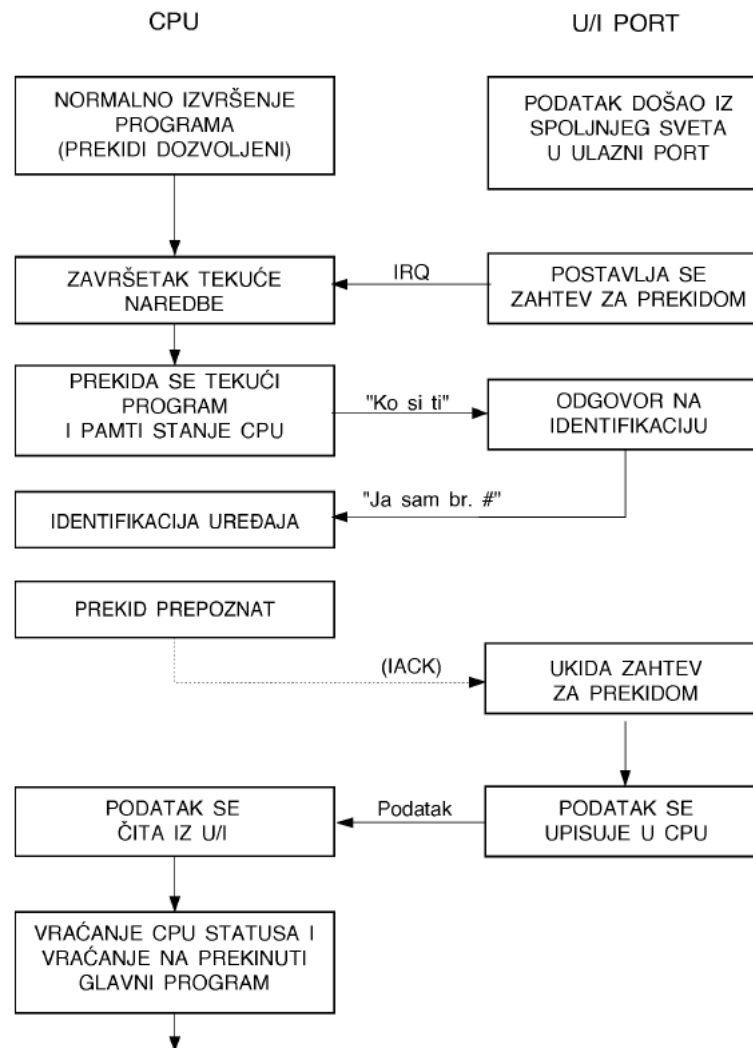 CPU
U/I PORT
NORMALNO IZVRŠENJE
PROGRAMA
(PREKIDI DOZVOLJENI)
PODATAK DOŠAO IZ
SPOLJNJEG SVETA
U ULAZNI PORT
ZAVRŠETAK TEKUĆE
NAREDBE
IRQ
POSTAVLJA SE
ZAHTEV ZA PREKIDOM
PREKIDA SE TEKUĆI
PROGRAM
I PAMTI STANJE CPU
"Ko si ti"
ODGOVOR NA
IDENTIFIKACIJU
IDENTIFIKACIJA UREĐAJA
"Ja sam br. #"
PREKID PREPOZNAT
(IACK)
UKIDA ZAHTEV
ZA PREKIDOM
PODATAK SE
ČITA IZ U/I
Podatak
PODATAK SE
UPISUJE U CPU
VRAĆANJE CPU STATUSA I
VRAĆANJE NA PREKINUTI
GLAVNI PROGRAM